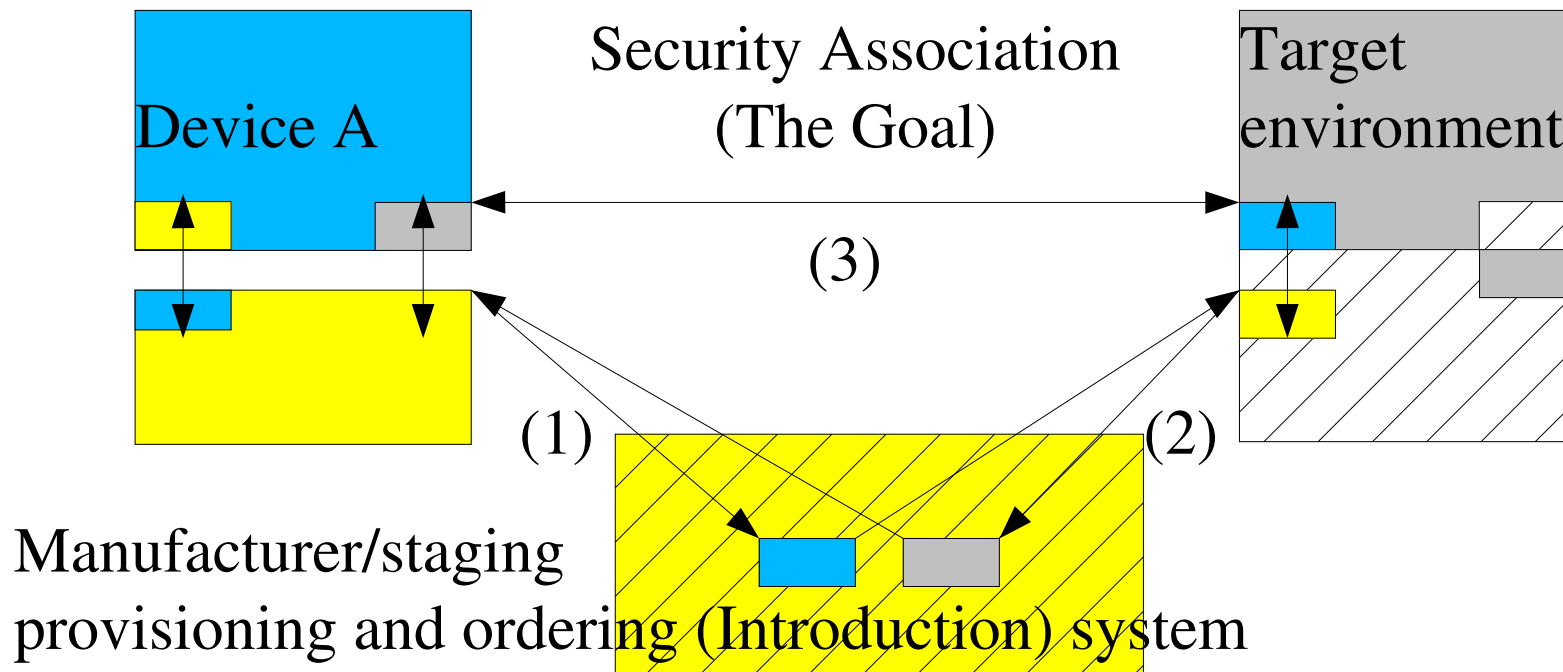 Device A
Security Association
(The Goal)
Target
environment
(3)
(1)
(2)
Manufacturer/staging
provisioning and ordering (Introduction) system